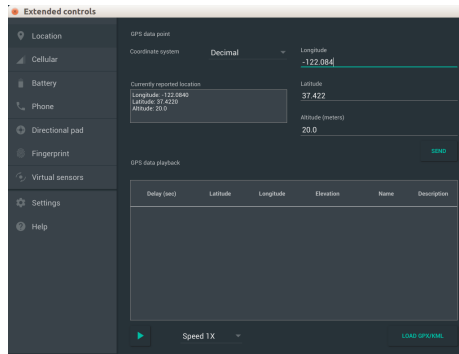 Extended controls
Location
Cellular
Battery
Phone
Directional pad
Fingerprint
Virtual sensors
Settings
Help
GPS data point
Coordinate system Decimal
Longitude
-122.084
Currently reported location
Longitude: -122.0840
Latitude: 37.4220
Altitude: 20.0
Latitude
37.422
Altitude (meters)
20.0
SEND
GPS data playback
Delay (sec) Latitude Longitude Elevation Name Description
Speed 1X
LOAD GPX/KML